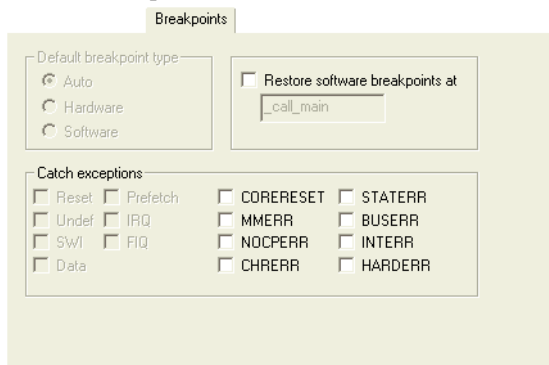 Breakpoints
Default breakpoint type
Auto
Hardware
Software
Restore software breakpoints at
_call_main
Catch exceptions
Reset Prefetch CORERESET STATERR
Undef IRQ MMERR BUSERR
SWI FIQ NOCPERR INTERR
Data CHRERR HARDERR